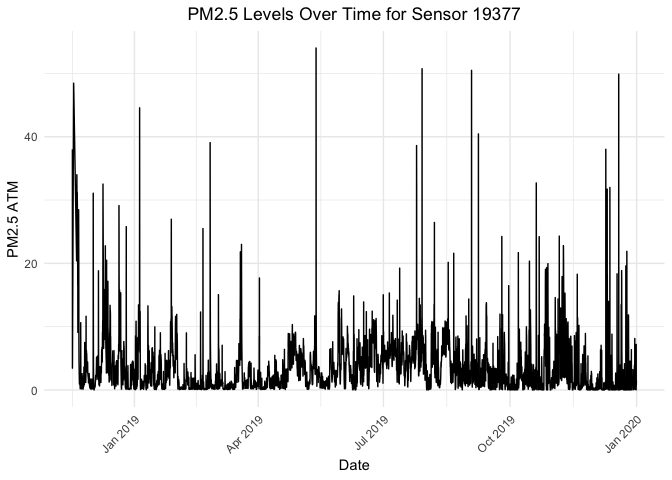 PM2.5 Levels Over Time for Sensor 19377
PM2.5 ATM
40
20
0
Jan 2019
Apr 2019
Jul 2019
Oct 2019
Jan 2020
Date